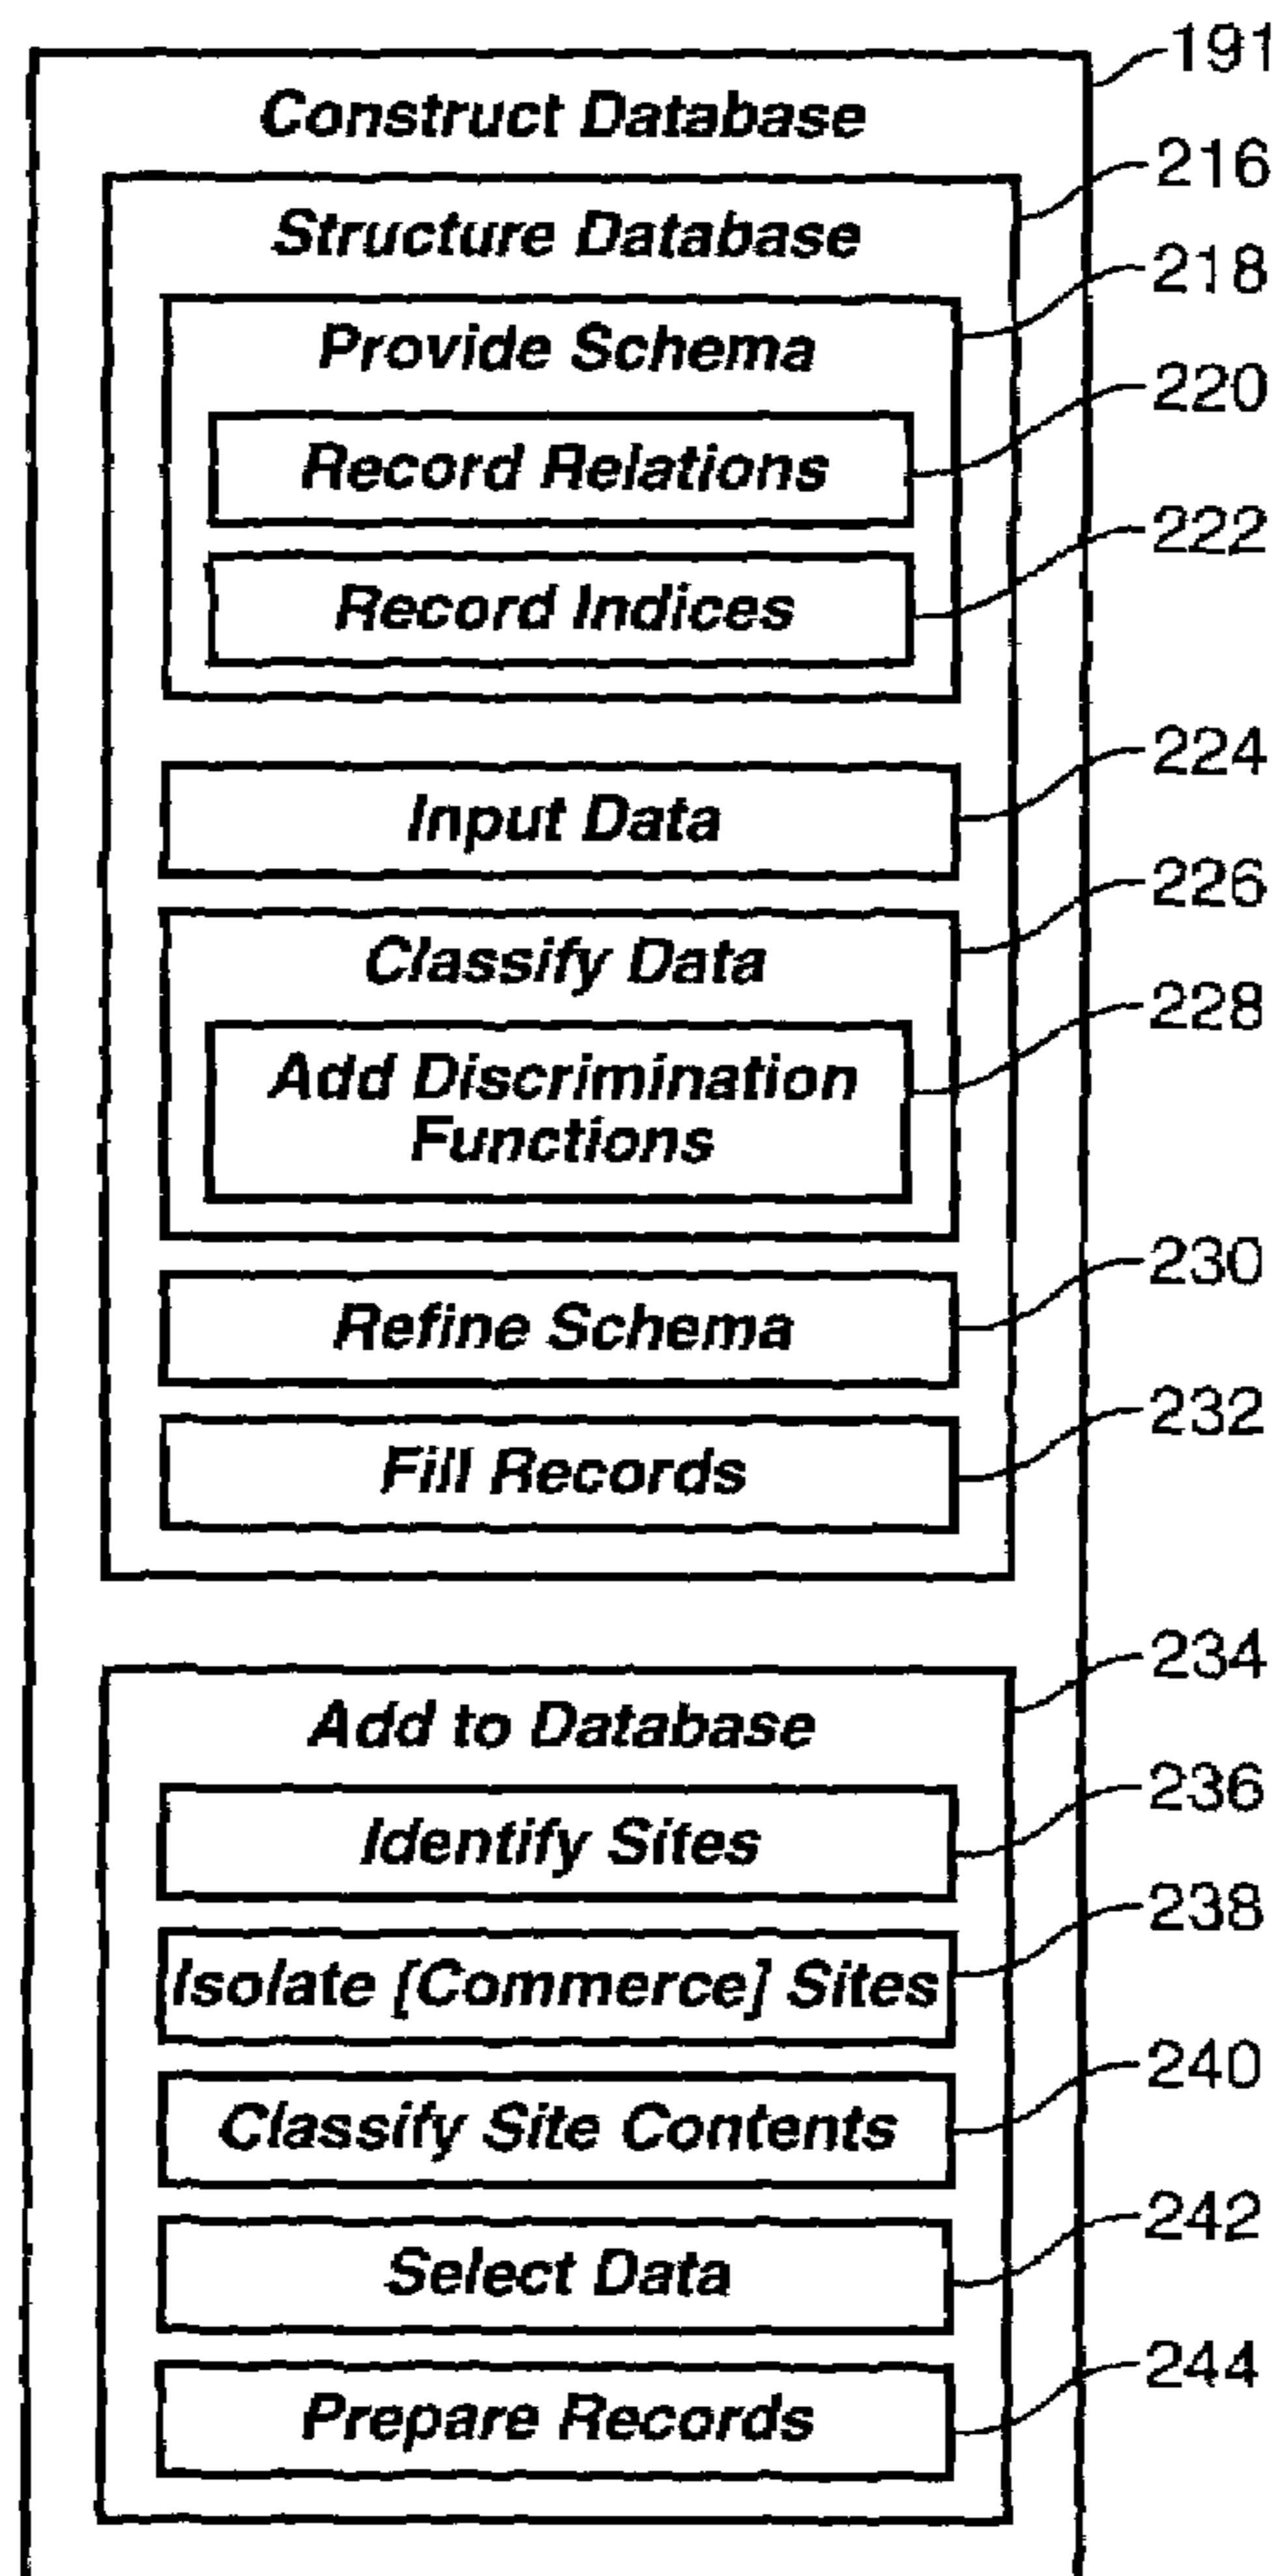 191
Construct Database
216
Structure Database
218
Provide Schema
220
Record Relations
222
Record Indices
224
Input Data
226
Classify Data
228
Add Discrimination
Functions
230
Refine Schema
232
Fill Records
234
Add to Database
236
Identify Sites
238
Isolate [Commerce] Sites
240
Classify Site Contents
242
Select Data
244
Prepare Records